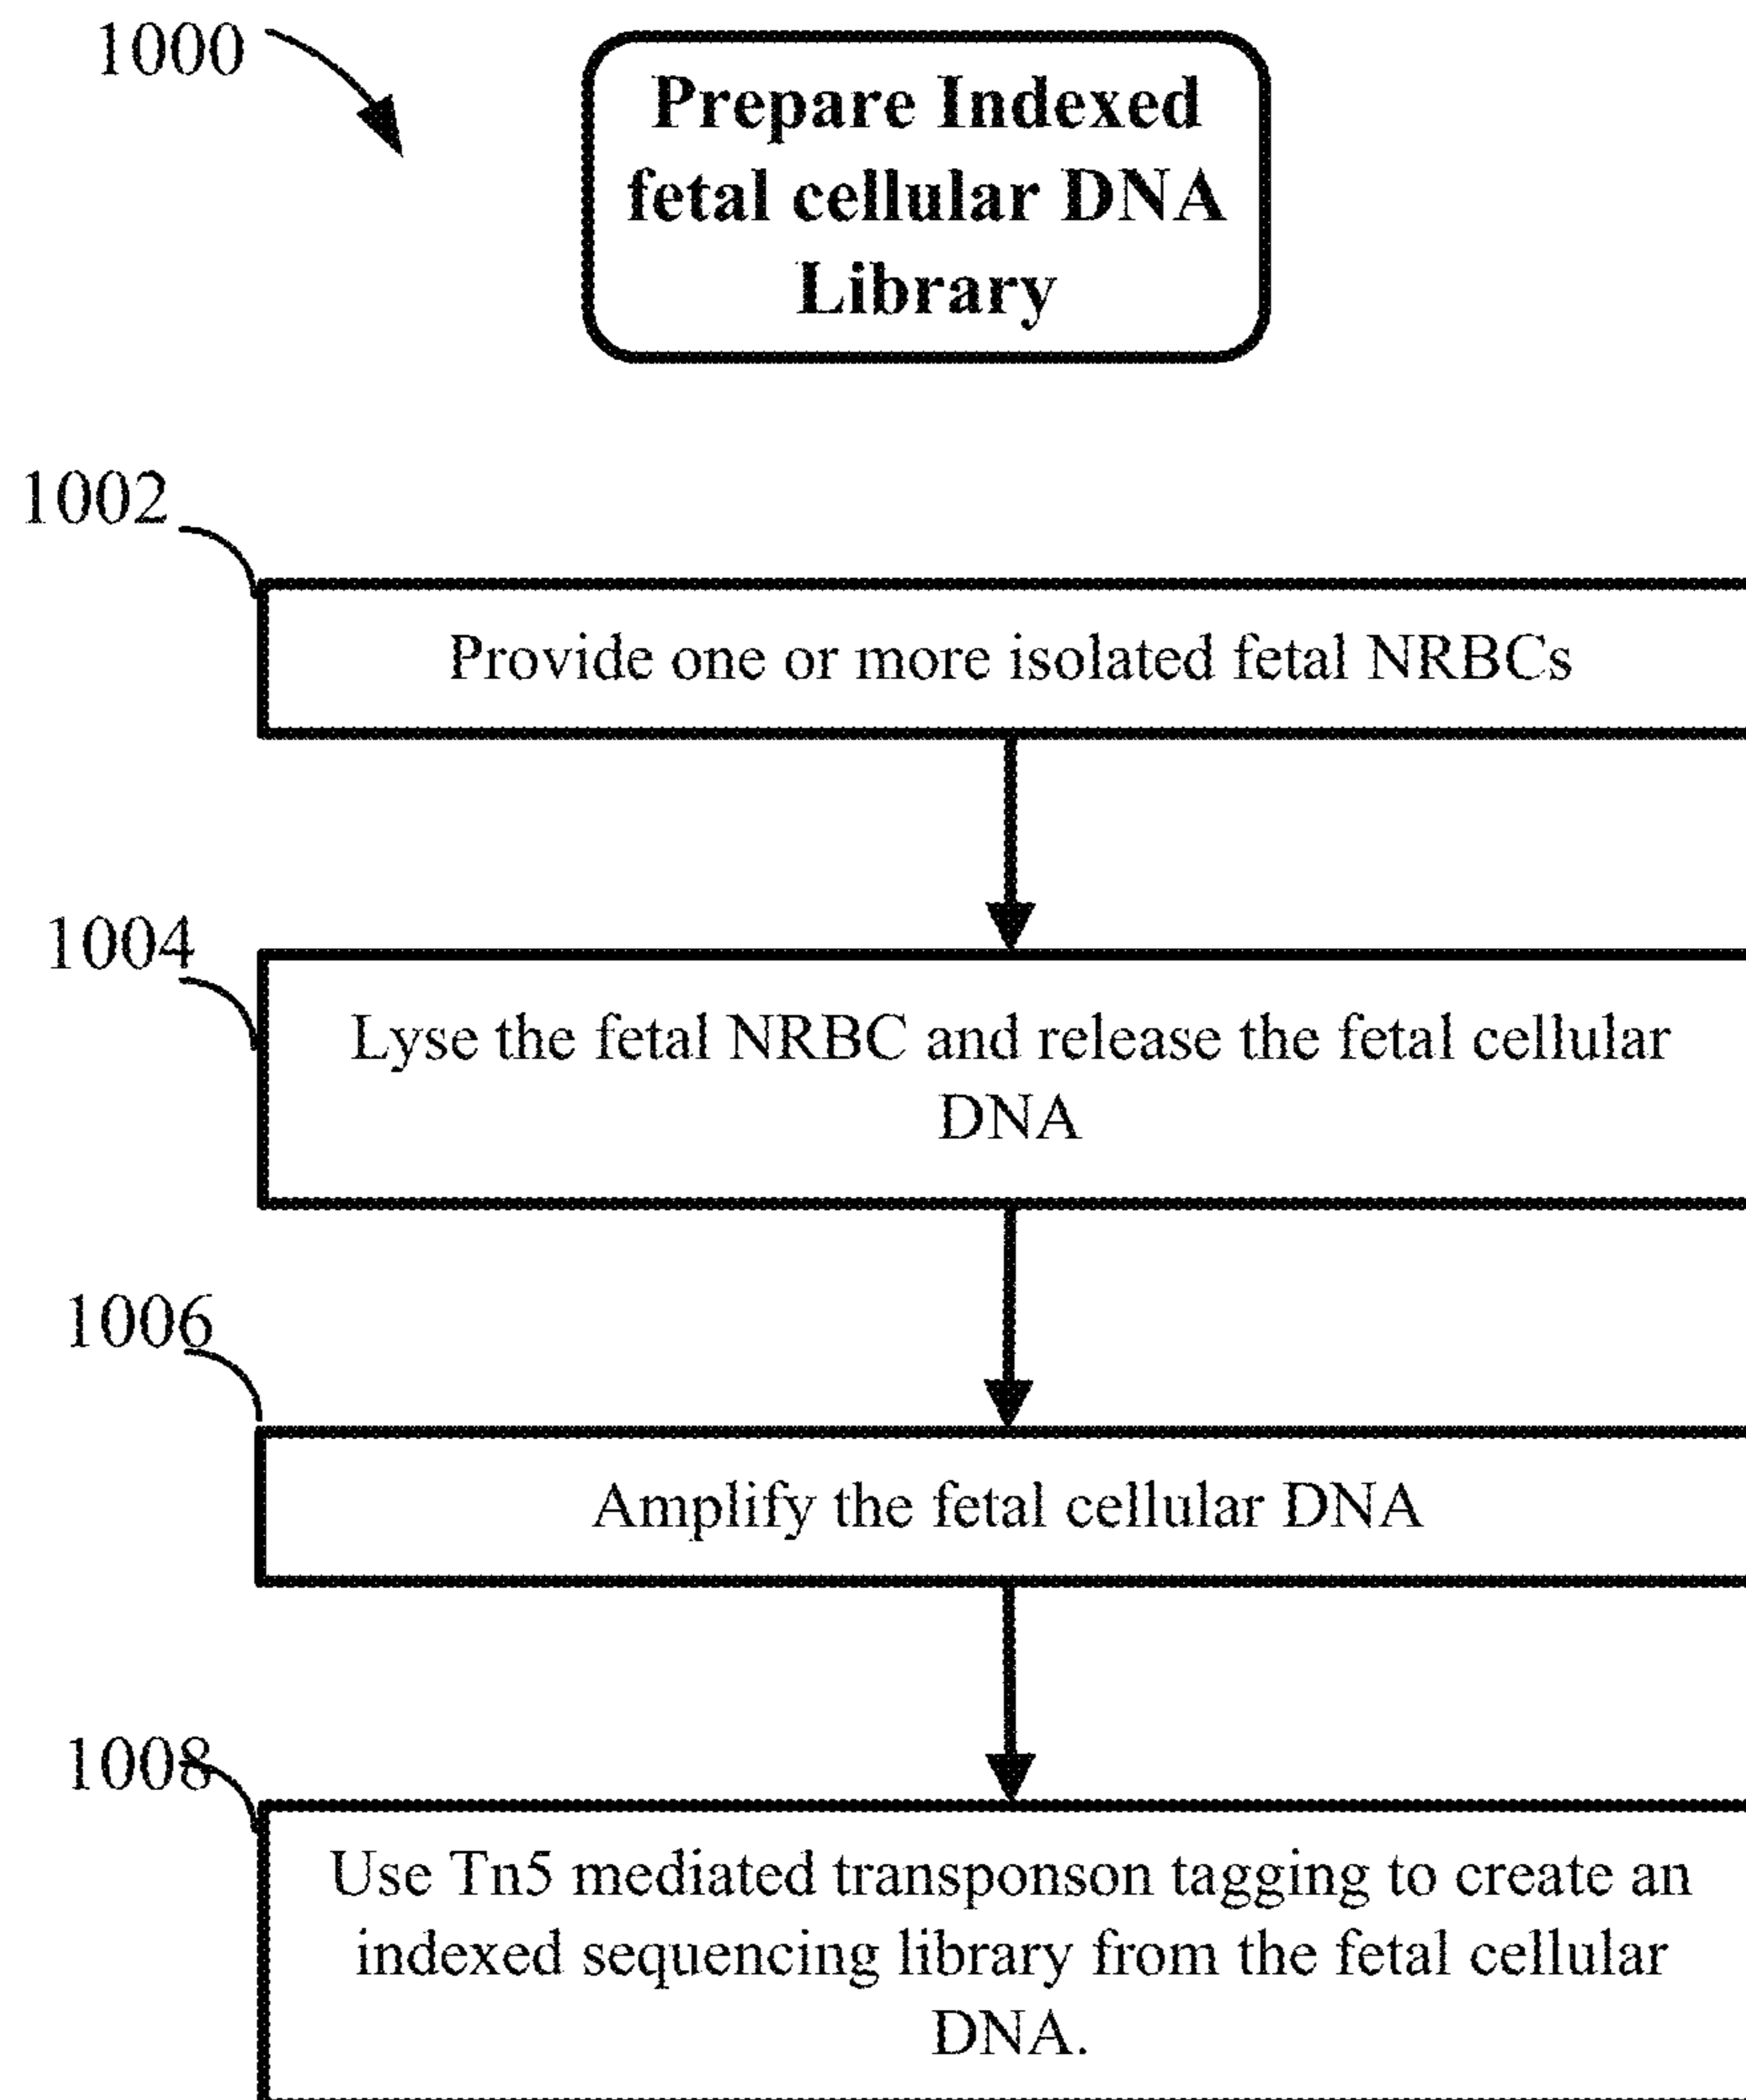 1000
Prepare Indexed
fetal cellular DNA
Library
1002
Provide one or more isolated fetal NRBCs
1004
Lyse the fetal NRBC and release the fetal cellular
DNA
1006
Amplify the fetal cellular DNA
1008
Use Tn5 mediated transponson tagging to create an
indexed sequencing library from the fetal cellular
DNA.